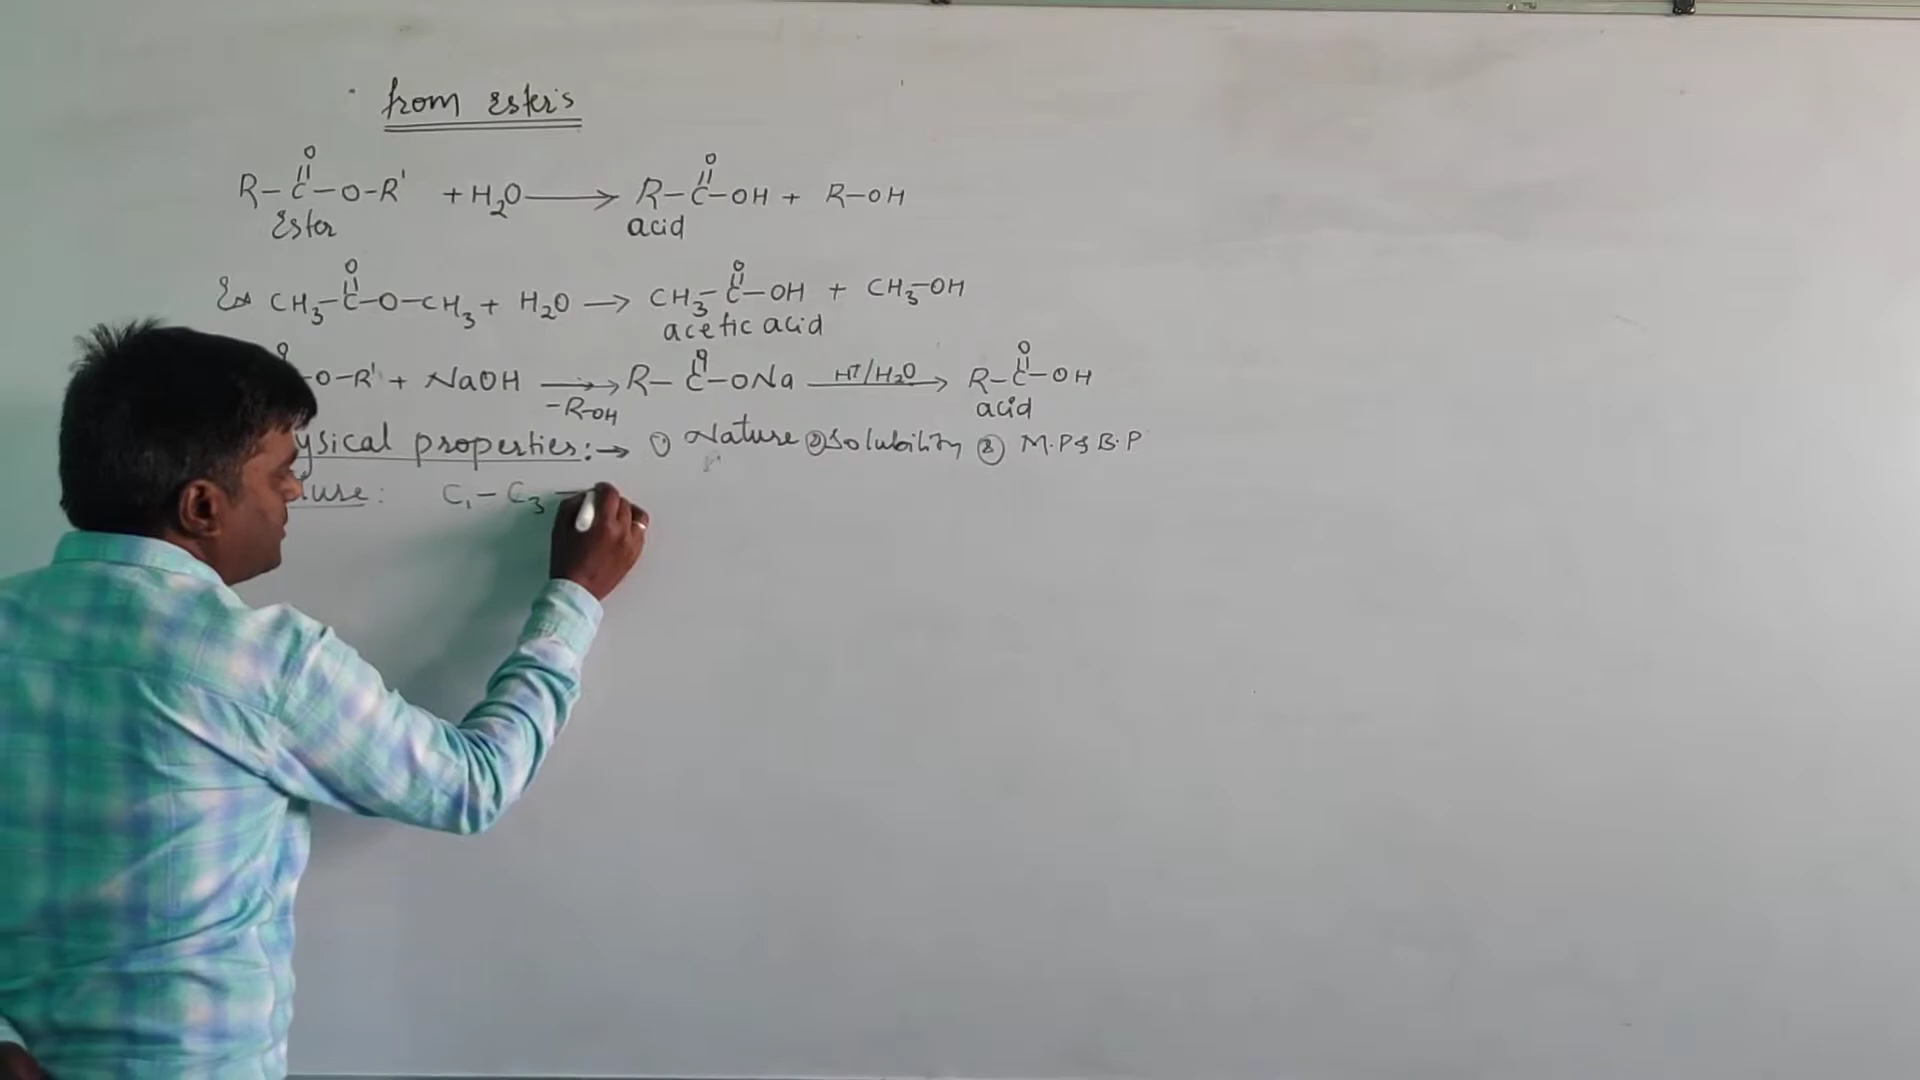 from Esters
R-C(=O)-O-R' + H₂O ⟶ R-C(=O)-OH + R-OH
Ester acid
Ex CH₃-C(=O)-O-CH₃ + H₂O ⟶ CH₃-C(=O)-OH + CH₃-OH
acetic acid
O -O-R' + NaOH ⟶ R-C(=O)-ONa ⟶ R-C(=O)-OH
-R-OH H⁺/H₂O acid
ysical properties:→ ① Nature ② Solubility ③ M.P & B.P
ture: C₁-C₃ -